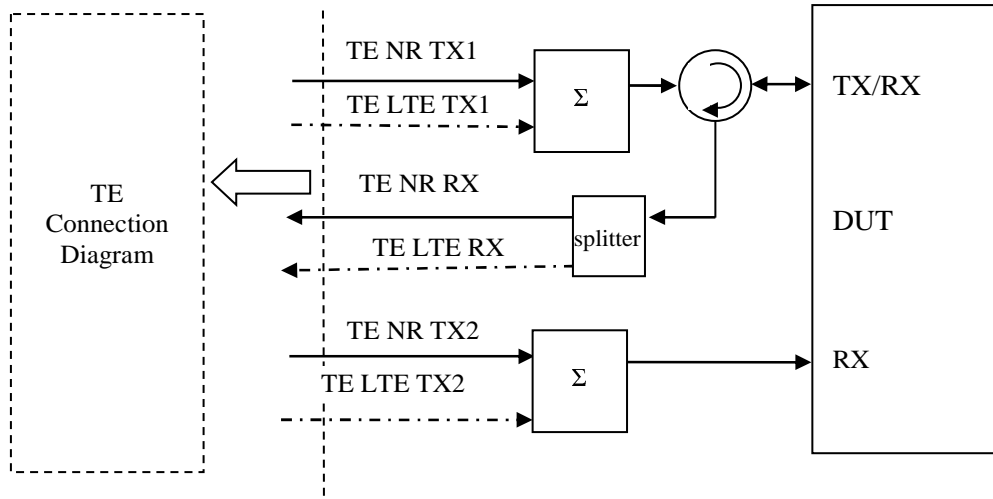 TE
Connection
Diagram
TE NR TX1
TE LTE TX1
Σ
TX/RX
TE NR RX
TE LTE RX
splitter
DUT
TE NR TX2
TE LTE TX2
Σ
RX